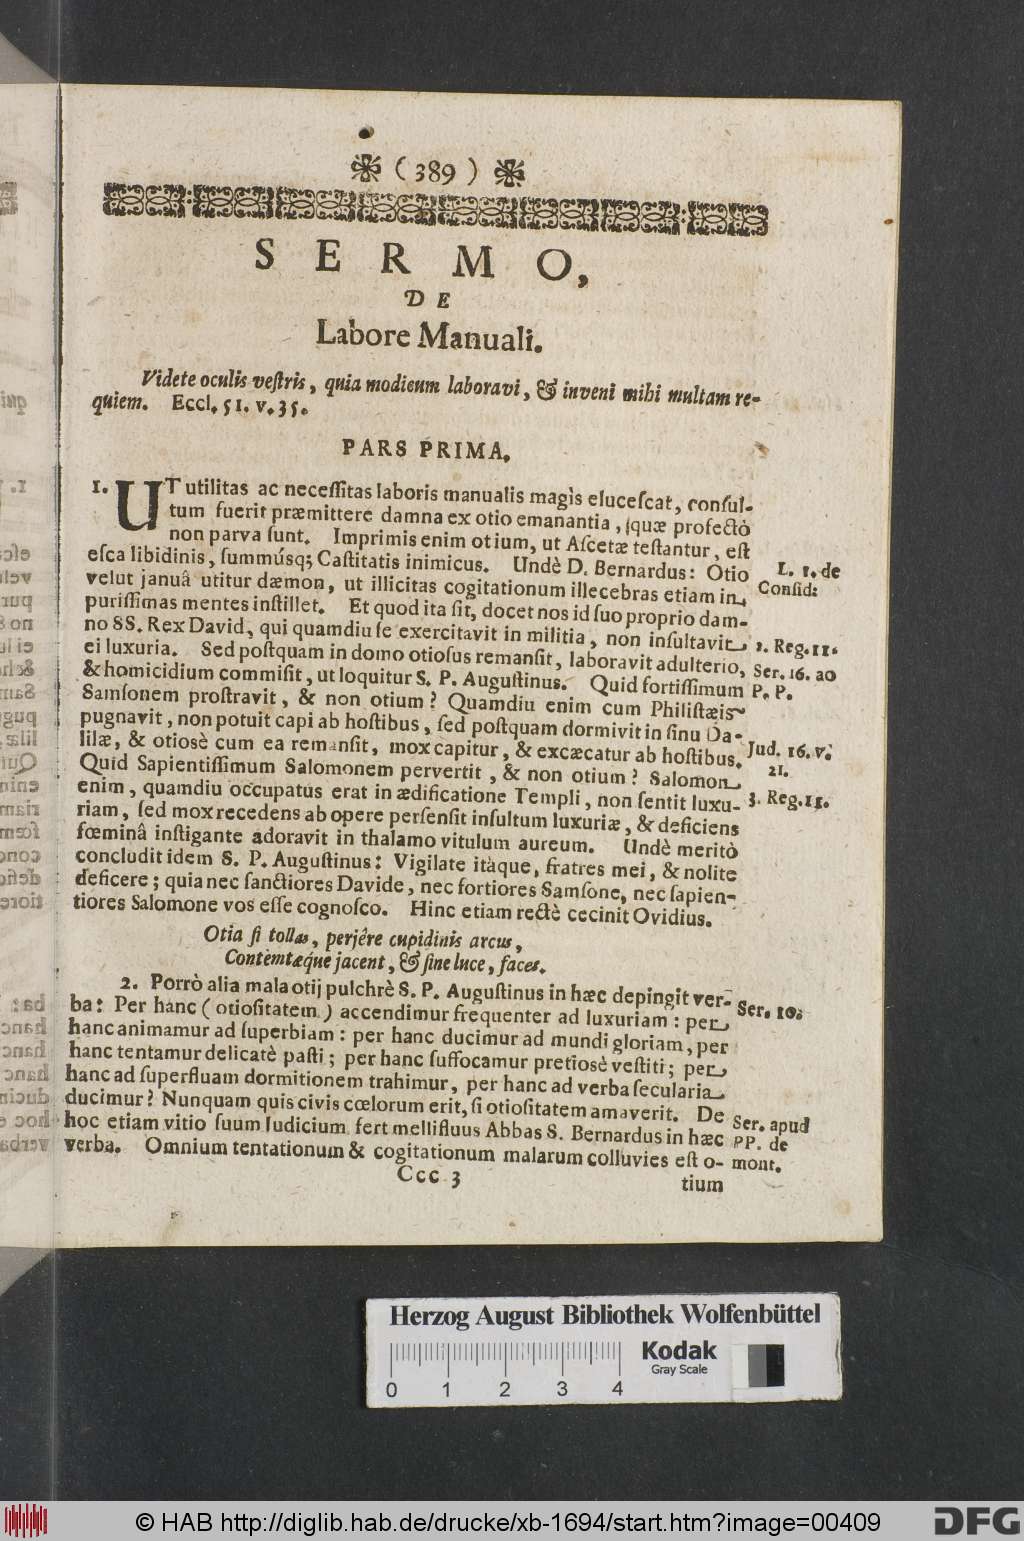 ( 389 )
SERMO,
DE
Labore Manuali.
Videte oculis vestris, quia modicum laboravi, & inveni mihi multam re-
quiem. Eccl. 51. v. 35.
PARS PRIMA.
1. UT utilitas ac necessitas laboris manualis magis elucescat, consul-
tum fuerit præmittere damna ex otio emanantia, (quæ profectò
non parva sunt. Imprimis enim otium, ut Ascetæ testantur, est
esca libidinis, summúsq; Castitatis inimicus. Undè D. Bernardus: Otio
velut januâ utitur dæmon, ut illicitas cogitationum illecebras etiam in
purissimas mentes instillet. Et quod ita sit, docet nos id suo proprio dam-
no SS. Rex David, qui quamdiu se exercitavit in militia, non insultavit
ei luxuria. Sed postquam in domo otiosus remansit, laboravit adulterio,
& homicidium commisit, ut loquitur S. P. Augustinus. Quid fortissimum
Samsonem prostravit, & non otium? Quamdiu enim cum Philistæis
pugnavit, non potuit capi ab hostibus, sed postquam dormivit in sinu Da-
lilæ, & otiosè cum ea remansit, mox capitur, & excæcatur ab hostibus.
Quid Sapientissimum Salomonem pervertit, & non otium? Salomon
enim, quamdiu occupatus erat in ædificatione Templi, non sentit luxu-
riam, sed mox recedens ab opere persensit insultum luxuriæ, & deficiens
fœminâ instigante adoravit in thalamo vitulum aureum. Undè meritò
concludit idem S. P. Augustinus: Vigilate itàque, fratres mei, & nolite
deficere; quia nec sanctiores Davide, nec fortiores Samsone, nec sapien-
tiores Salomone vos esse cognosco. Hinc etiam rectè cecinit Ovidius.
Otia si tollas, perjêre cupidinis arcus,
Contèmtæque jacent, & sine luce, faces.
2. Porrò alia mala otij pulchrè S. P. Augustinus in hæc depingit ver-
ba: Per hanc (otiositatem) accendimur frequenter ad luxuriam: per
hanc animamur ad superbiam: per hanc ducimur ad mundi gloriam, per
hanc tentamur delicatè pasti; per hanc suffocamur pretiosè vestiti; per
hanc ad superfluam dormitionem trahimur, per hanc ad verba secularia
ducimur? Nunquam quis civis cœlorum erit, si otiositatem amaverit. De
hoc etiam vitio suum Judicium fert mellifluus Abbas S. Bernardus in hæc
verba. Omnium tentationum & cogitationum malarum colluvies est o-
Ccc 3 tium
L. 1. de
Consid:
2. Reg. 11.
Ser. 16. ao
P. P.
Jud. 16. v.
21.
3. Reg. 11.
Ser. 10.
Ser. apud
PP. de
mont.
Herzog August Bibliothek Wolfenbüttel
Kodak
Gray Scale
0 1 2 3 4
© HAB http://diglib.hab.de/drucke/xb-1694/start.htm?image=00409
DFG